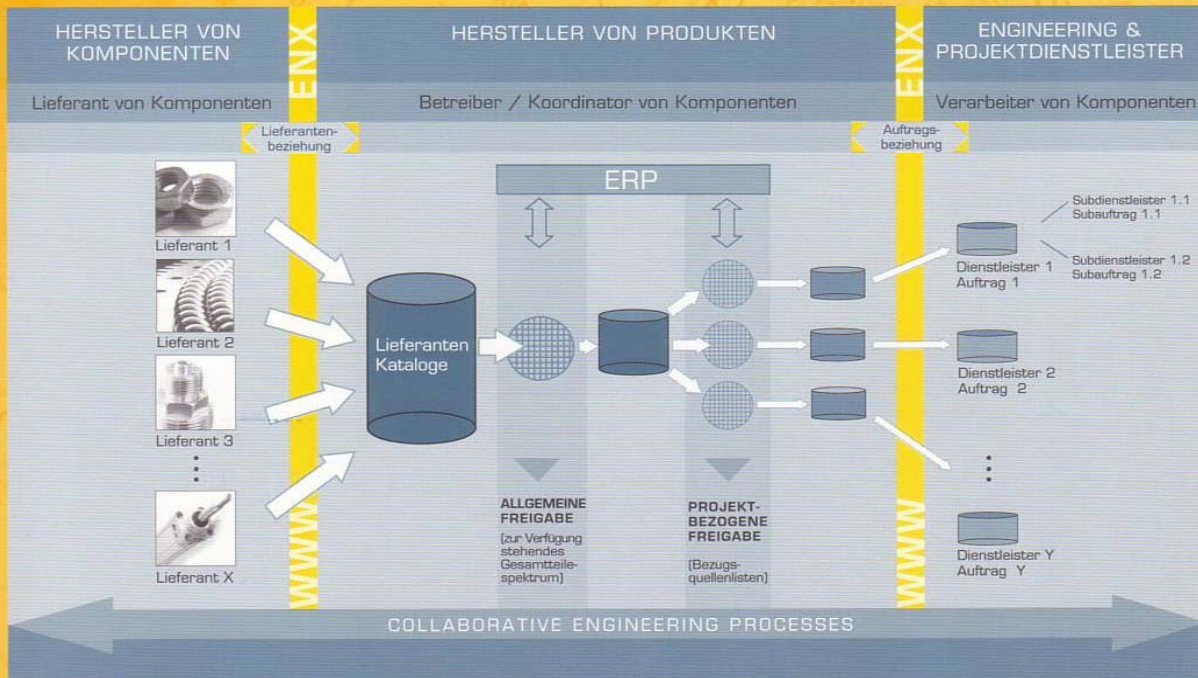 HERSTELLER VON
KOMPONENTEN
ENX
HERSTELLER VON PRODUKTEN
ENX
ENGINEERING &
PROJEKTDIENSTLEISTER
Lieferant von Komponenten
Betreiber / Koordinator von Komponenten
Verarbeiter von Komponenten
Lieferanten-
beziehung
Auftrags-
beziehung
ERP
Lieferant 1
Lieferant 2
Lieferant 3
Lieferant X
Lieferanten
Kataloge
Subdienstleister 1.1
Subauftrag 1.1
Subdienstleister 1.2
Subauftrag 1.2
Dienstleister 1
Auftrag 1
Dienstleister 2
Auftrag 2
Dienstleister Y
Auftrag Y
ALLGEMEINE
FREIGABE
(zur Verfügung
stehendes
Gesamtteile-
spektrum)
PROJEKT-
BEZOGENE
FREIGABE
(Bezugs-
quellenlisten)
WWW
WWW
COLLABORATIVE ENGINEERING PROCESSES